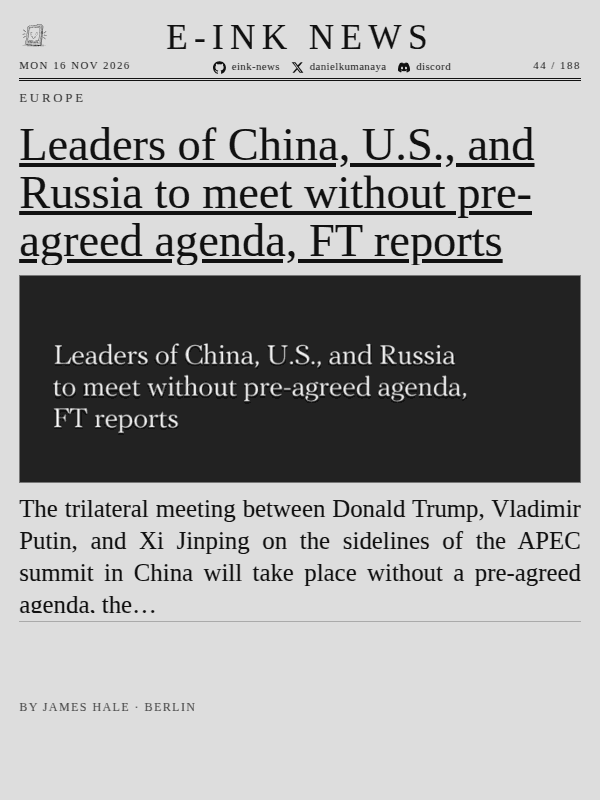 E-INK NEWS
MON 16 NOV 2026
eink-news danielkumanaya discord
44 / 188
EUROPE
Leaders of China, U.S., and
Russia to meet without pre-
agreed agenda, FT reports
Leaders of China, U.S., and Russia
to meet without pre-agreed agenda,
FT reports
The trilateral meeting between Donald Trump, Vladimir
Putin, and Xi Jinping on the sidelines of the APEC
summit in China will take place without a pre-agreed
agenda, the…
BY JAMES HALE · BERLIN